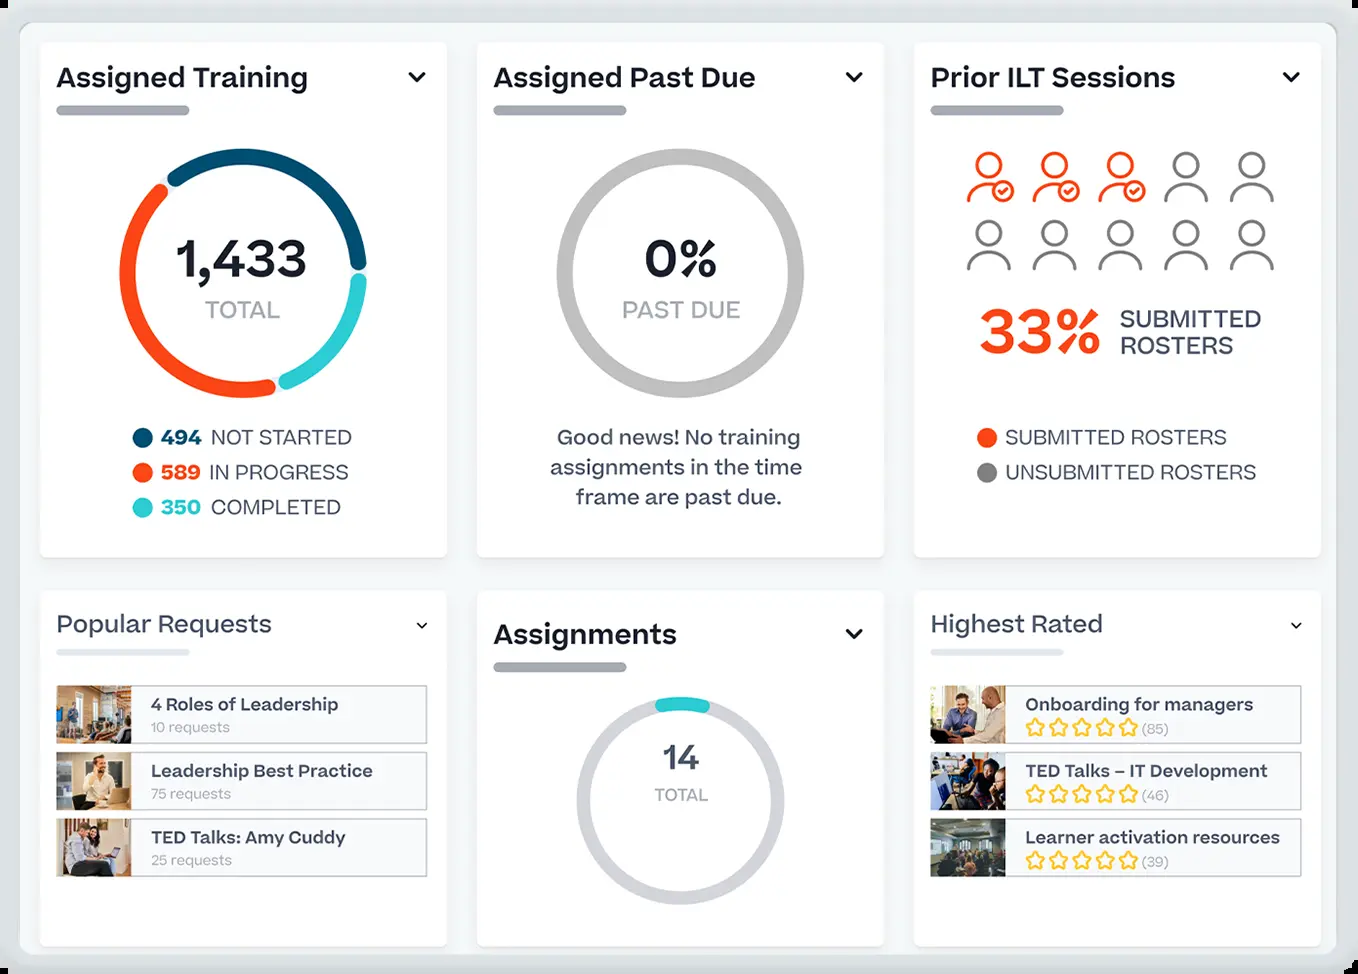 Assigned Training
1,433
TOTAL
494 NOT STARTED
589 IN PROGRESS
350 COMPLETED
Assigned Past Due
0%
PAST DUE
Good news! No training
assignments in the time
frame are past due.
Prior ILT Sessions
33% SUBMITTED
ROSTERS
SUBMITTED ROSTERS
UNSUBMITTED ROSTERS
Popular Requests
4 Roles of Leadership
10 requests
Leadership Best Practice
75 requests
TED Talks: Amy Cuddy
25 requests
Assignments
14
TOTAL
Highest Rated
Onboarding for managers
(85)
TED Talks – IT Development
(46)
Learner activation resources
(39)